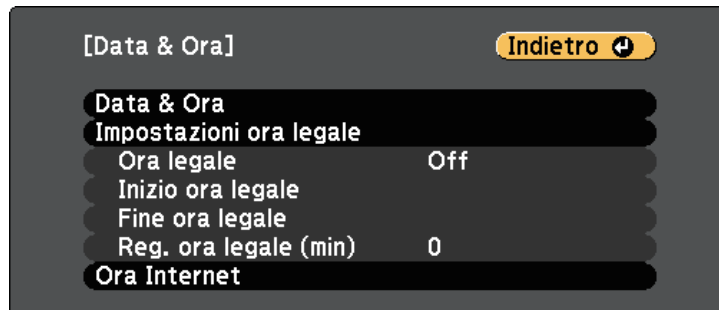 [Data & Ora] Indietro
Data & Ora
Impostazioni ora legale
Ora legale Off
Inizio ora legale
Fine ora legale
Reg. ora legale (min) 0
Ora Internet